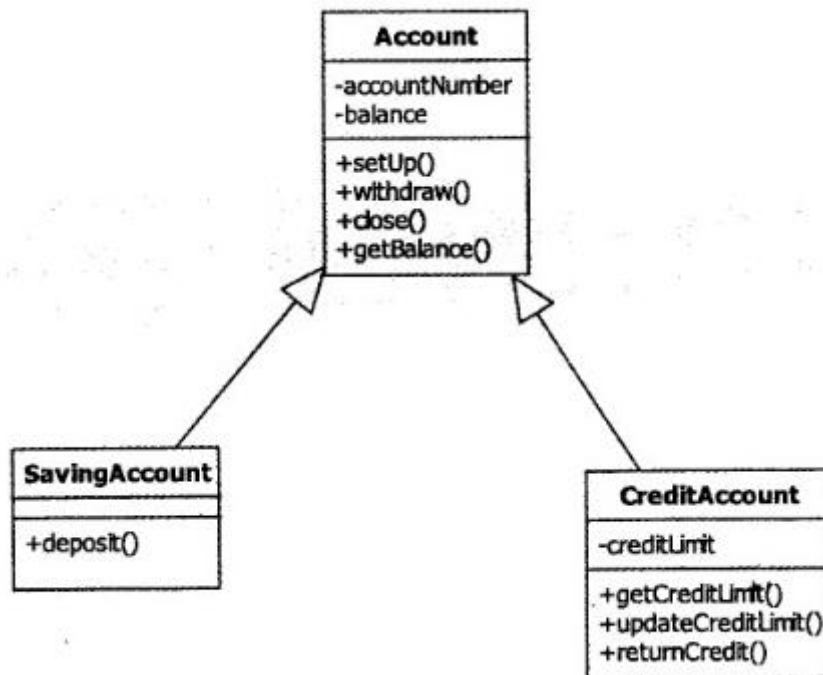 Account
-accountNumber
-balance
+setUp()
+withdraw()
+close()
+getBalance()
SavingAccount
+deposit()
CreditAccount
-creditLimit
+getCreditLimit()
+updateCreditLimit()
+returnCredit()